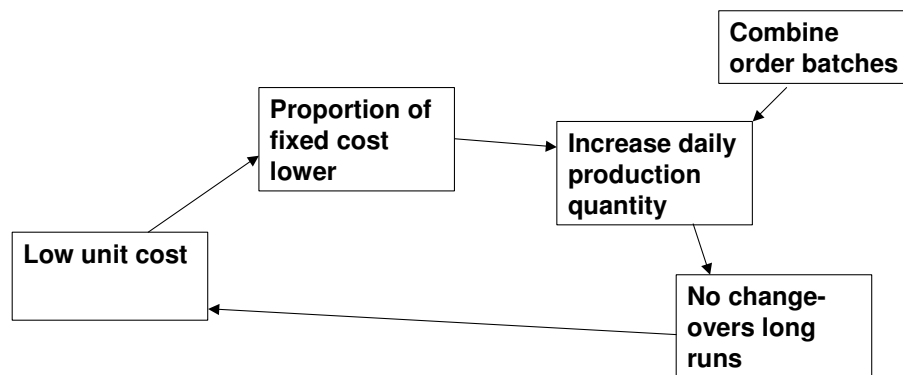 Combine
order batches
Proportion of
fixed cost
lower
Increase daily
production
quantity
Low unit cost
No change-
overs long
runs